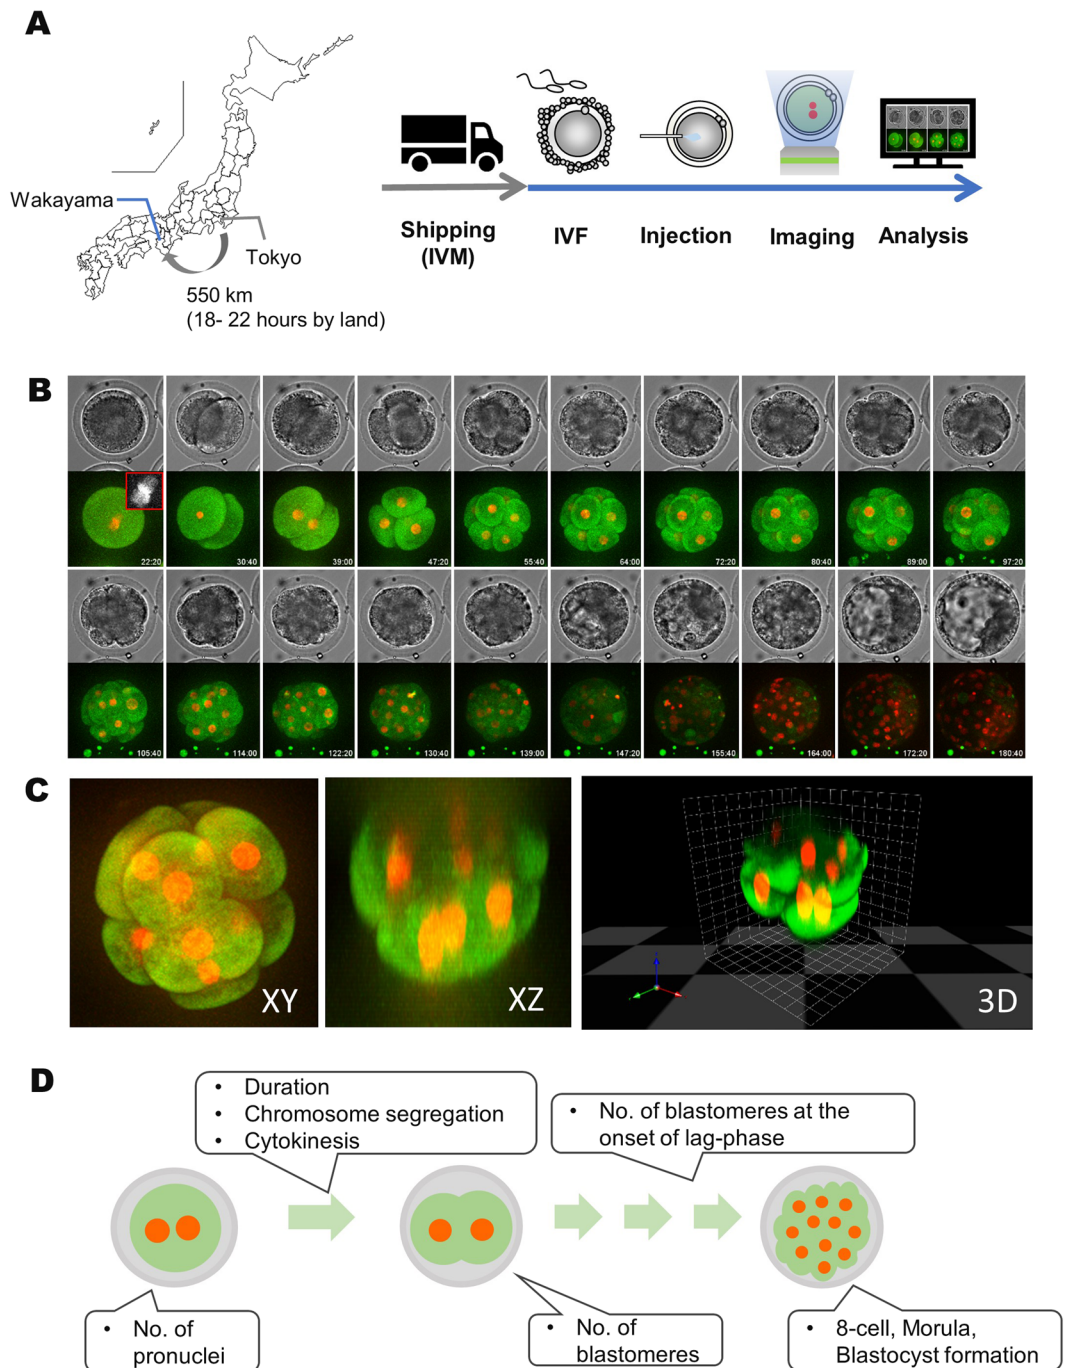 A
Wakayama
Tokyo
550 km
(18- 22 hours by land)
Shipping
(IVM)
IVF
Injection
Imaging
Analysis
B
22:20
30:40
39:00
47:20
55:40
64:00
72:20
80:40
89:00
97:20
105:40
114:00
122:20
130:40
139:00
147:20
155:40
164:00
172:20
180:40
C
XY
XZ
3D
D
• Duration
• Chromosome segregation
• Cytokinesis
• No. of blastomeres at the
onset of lag-phase
• No. of
pronuclei
• No. of
blastomeres
• 8-cell, Morula,
Blastocyst formation